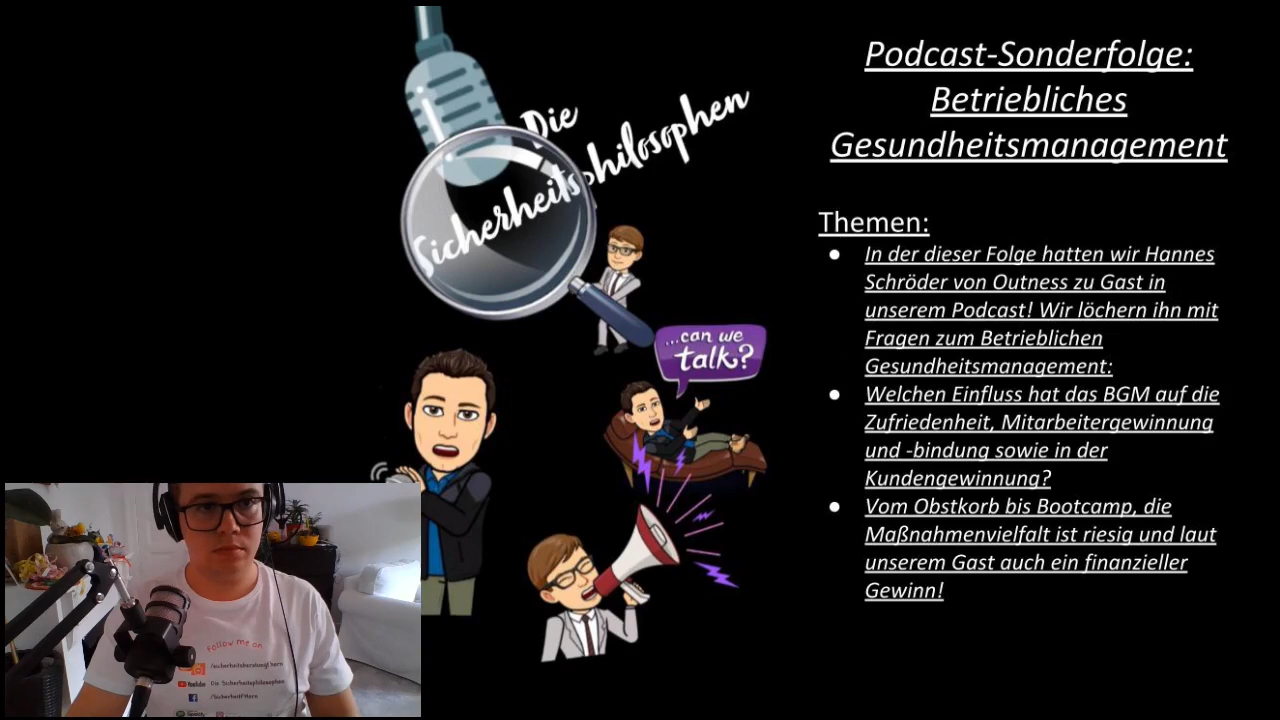 Die
Sicherheitsphilosophen
...can we
talk?
Podcast-Sonderfolge:
Betriebliches
Gesundheitsmanagement
Themen:
● In der dieser Folge hatten wir Hannes
Schröder von Outness zu Gast in
unserem Podcast! Wir löchern ihn mit
Fragen zum Betrieblichen
Gesundheitsmanagement:
● Welchen Einfluss hat das BGM auf die
Zufriedenheit, Mitarbeitergewinnung
und -bindung sowie in der
Kundengewinnung?
● Vom Obstkorb bis Bootcamp, die
Maßnahmenvielfalt ist riesig und laut
unserem Gast auch ein finanzieller
Gewinn!
Follow me on
YouTube Die Sicherheitsphilosophen